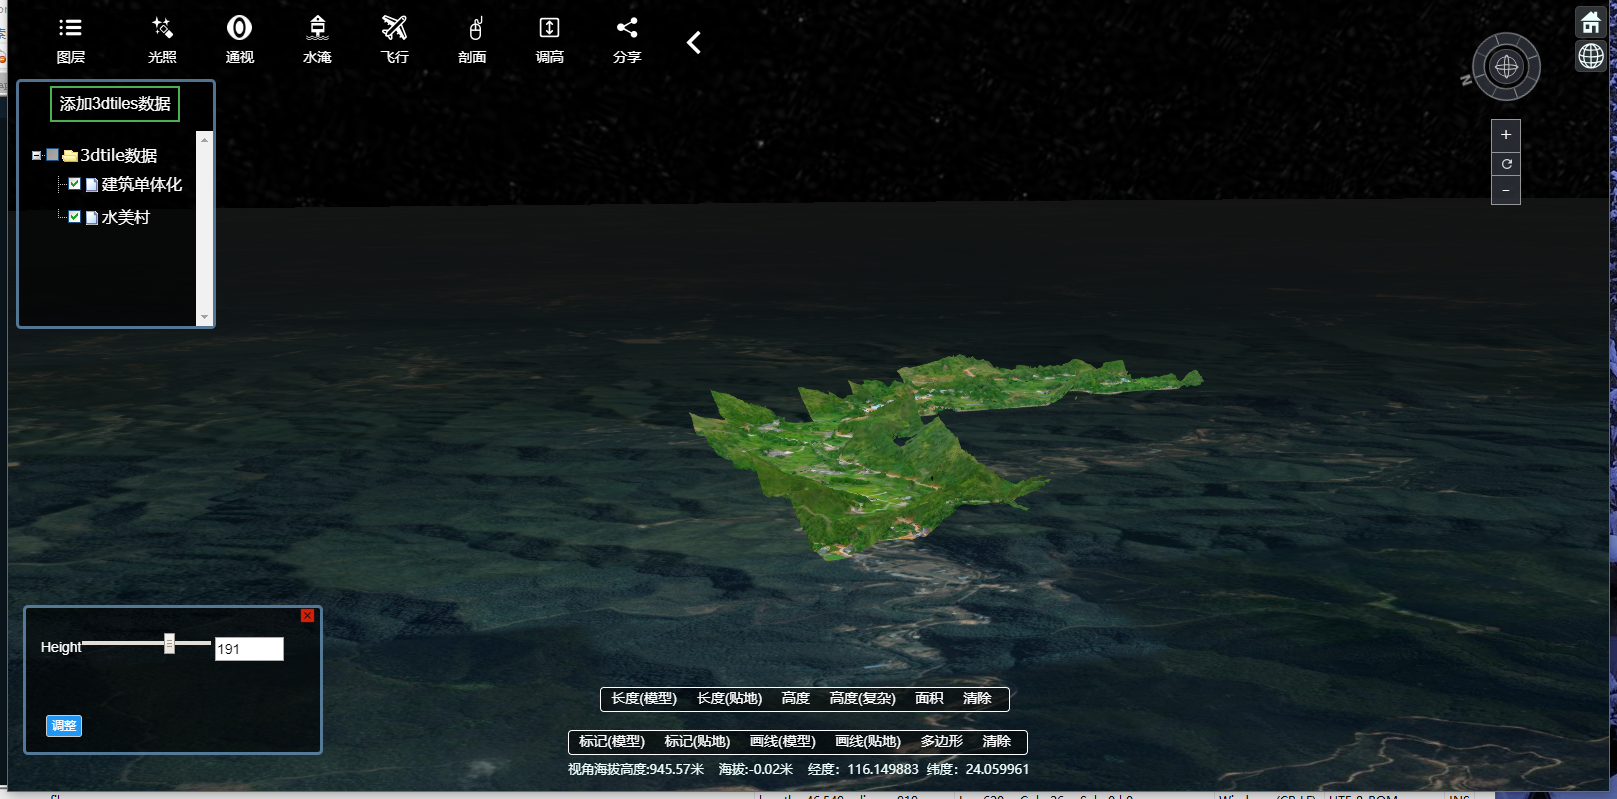 图层 光照 通视 水淹 飞行 剖面 调高 分享
添加3dtiles数据
3dtile数据
建筑单体化
水美村
N
Height 191
调整
长度(模型) 长度(贴地) 高度 高度(复杂) 面积 清除
标记(模型) 标记(贴地) 画线(模型) 画线(贴地) 多边形 清除
视角海拔高度:945.57米 海拔:-0.02米 经度：116.149883 纬度：24.059961